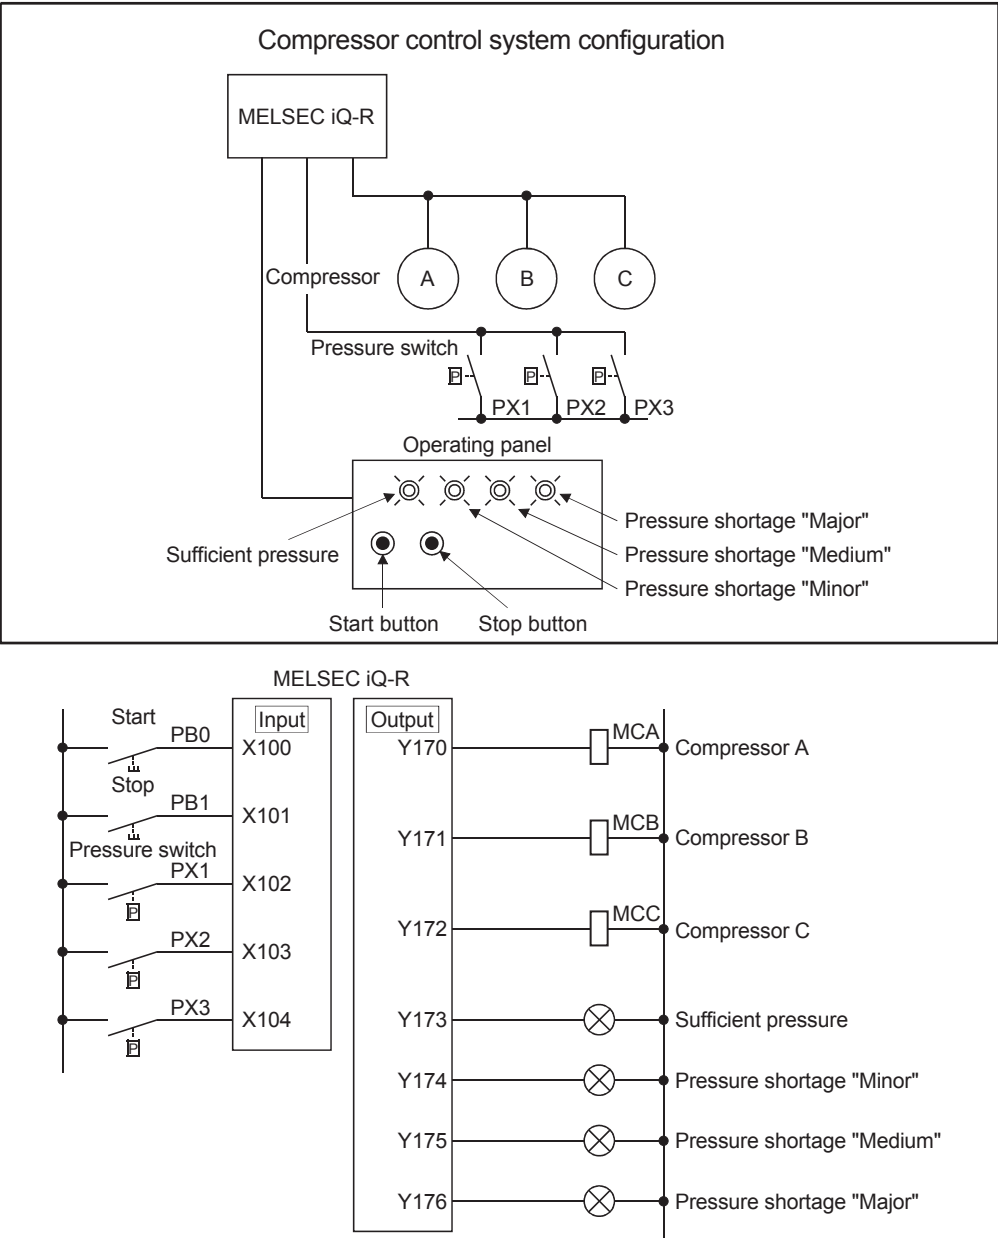 Compressor control system configuration
MELSEC iQ-R
Compressor
A
B
C
Pressure switch
P
P
P
PX1
PX2
PX3
Operating panel
Pressure shortage "Major"
Sufficient pressure
Pressure shortage "Medium"
Pressure shortage "Minor"
Start button
Stop button
MELSEC iQ-R
Input
Output
Start
PB0
X100
Stop
PB1
X101
Pressure switch
PX1
X102
P
PX2
X103
P
PX3
X104
P
Y170
MCA
Compressor A
Y171
MCB
Compressor B
Y172
MCC
Compressor C
Y173
Sufficient pressure
Y174
Pressure shortage "Minor"
Y175
Pressure shortage "Medium"
Y176
Pressure shortage "Major"